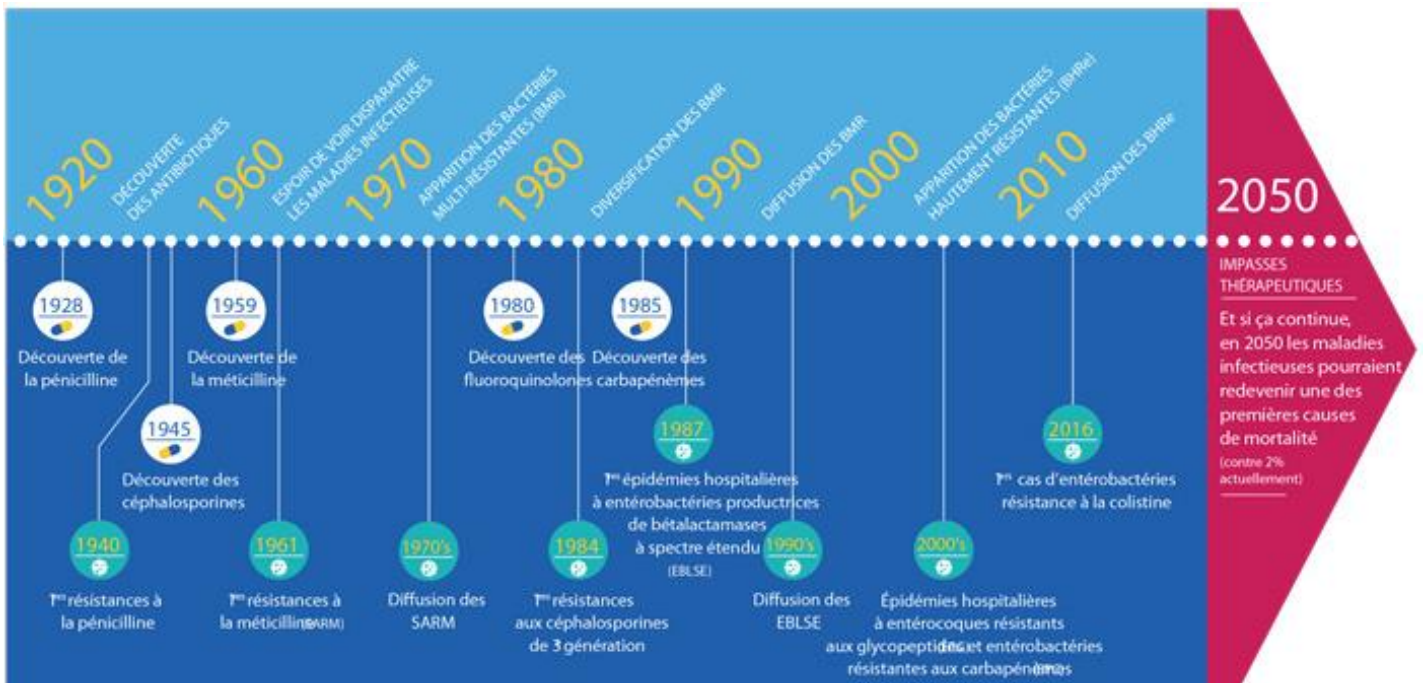 1920
DÉCOUVERTE
DES ANTIBIOTIQUES
1960
ESPOIR DE VOIR DISPARAITRE
LES MALADIES INFECTIEUSES
1970
APPARITION DES BACTÉRIES
MULTI-RÉSISTANTES (BMR)
1980
DIVERSIFICATION DES BMR
1990
DIFFUSION DES BMR
2000
APPARITION DES BACTÉRIES
HAUTEMENT RÉSISTANTES (BHRe)
2010
DIFFUSION DES BHRe
2050
IMPASSES
THÉRAPEUTIQUES
Et si ça continue,
en 2050 les maladies
infectieuses pourraient
redevenir une des
premières causes
de mortalité
(contre 2%
actuellement)
1928
Découverte de
la pénicilline
1959
Découverte de
la méticilline
1980
Découverte des
fluoroquinolones
1985
Découverte des
carbapénèmes
1945
Découverte des
céphalosporines
1987
1res épidémies hospitalières
à entérobactéries productrices
de bétalactamases
à spectre étendu
(EBLSE)
2016
1ers cas d'entérobactéries
résistance à la colistine
1940
1res résistances à
la pénicilline
1961
1res résistances à
la méticilline (SARM)
1970's
Diffusion des
SARM
1984
1res résistances
aux céphalosporines
de 3 génération
1990's
Diffusion des
EBLSE
2000's
Épidémies hospitalières
à entérocoques résistants
aux glycopeptides et entérobactéries
résistantes aux carbapénèmes